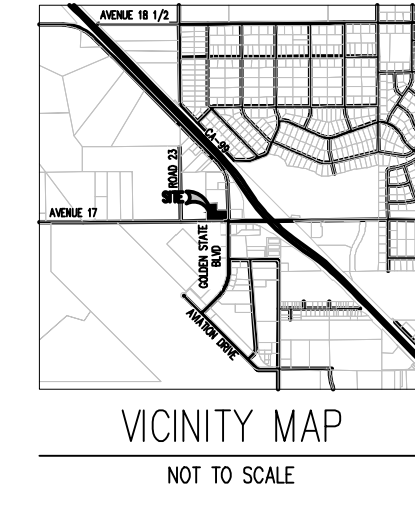 AVENUE 18 1/2
CA-99
ROAD 23
SITE
AVENUE 17
GOLDEN STATE
BLVD
AVIATION DRIVE
VICINITY MAP
NOT TO SCALE